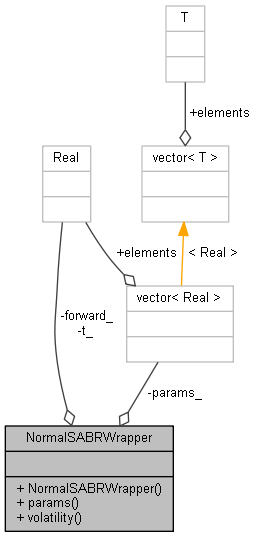 T
+elements
Real
vector< T >
+elements
< Real >
vector< Real >
-forward_
-t_
-params_
NormalSABRWrapper
+ NormalSABRWrapper()
+ params()
+ volatility()